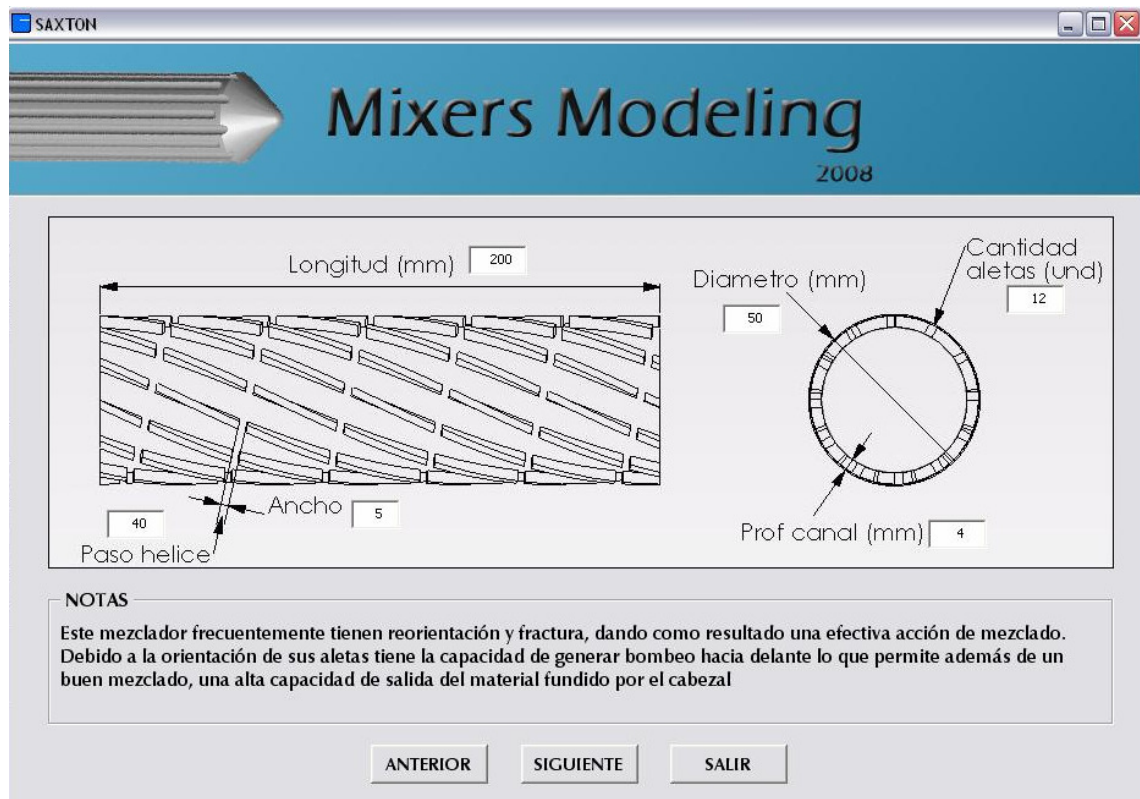 SAXTON
Mixers Modeling
2008
Longitud (mm) 200
Diametro (mm)
50
Cantidad
aletas (und)
12
Ancho 5
40
Paso helice
Prof canal (mm) 4
NOTAS
Este mezclador frecuentemente tienen reorientación y fractura, dando como resultado una efectiva acción de mezclado.
Debido a la orientación de sus aletas tiene la capacidad de generar bombeo hacia delante lo que permite además de un
buen mezclado, una alta capacidad de salida del material fundido por el cabezal
ANTERIOR SIGUIENTE SALIR